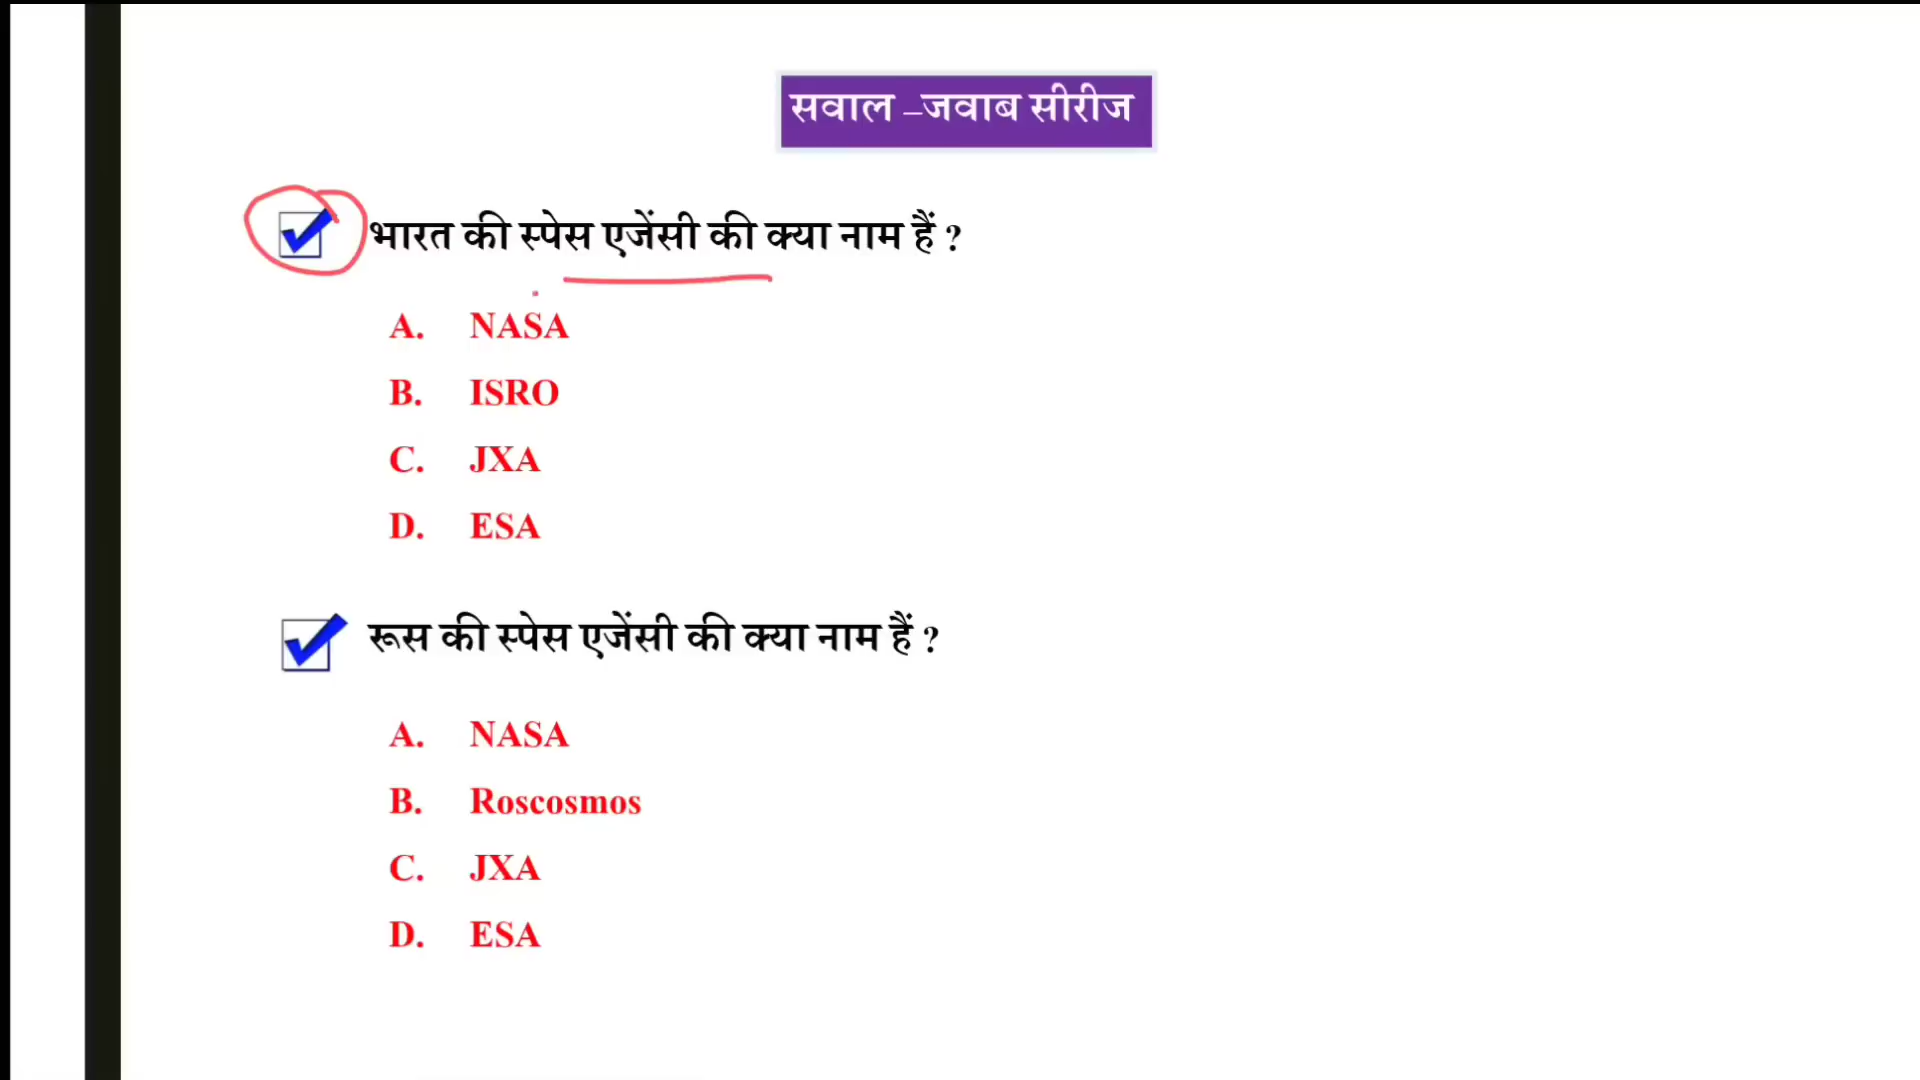 सवाल –जवाब सीरीज
भारत की स्पेस एजेंसी की क्या नाम हैं ?
A. NASA
B. ISRO
C. JXA
D. ESA
रूस की स्पेस एजेंसी की क्या नाम हैं ?
A. NASA
B. Roscosmos
C. JXA
D. ESA